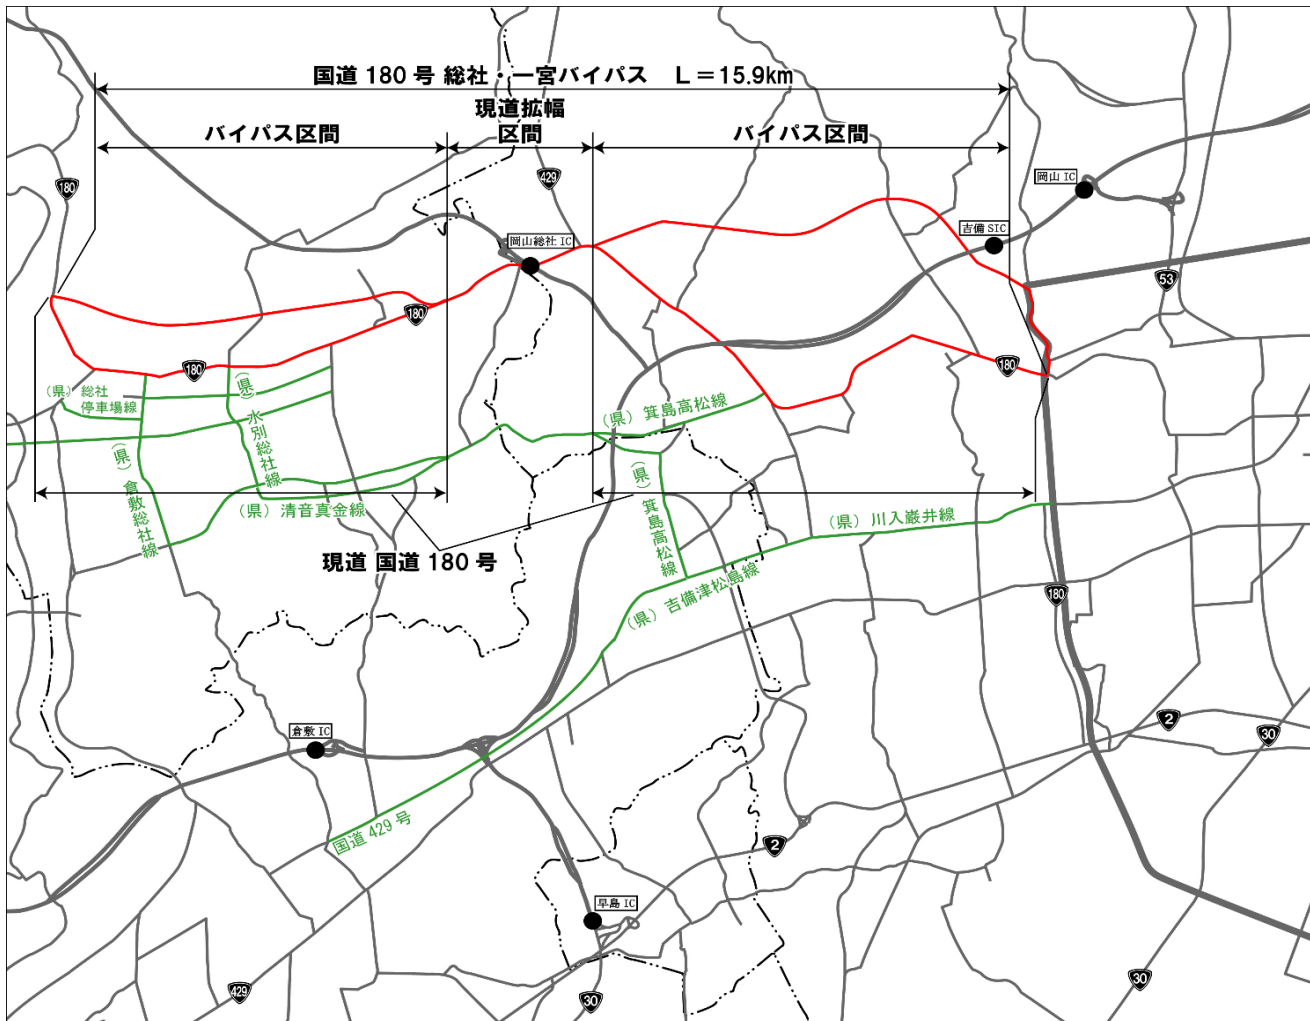 国道 180 号 総社・一宮バイパス　L＝15.9km
現道拡幅
区間
バイパス区間
バイパス区間
180
429
岡山 IC
岡山総社 IC
吉備 SIC
53
180
180
180
（県）総社
停車場線
（県）水別総社線
（県）倉敷総社線
（県）箕島高松線
（県）清音真金線
（県）箕島高松線
（県）川入巌井線
現道 国道 180 号
（県）吉備津松島線
180
倉敷 IC
2
30
国道 429 号
2
早島 IC
429
30
30